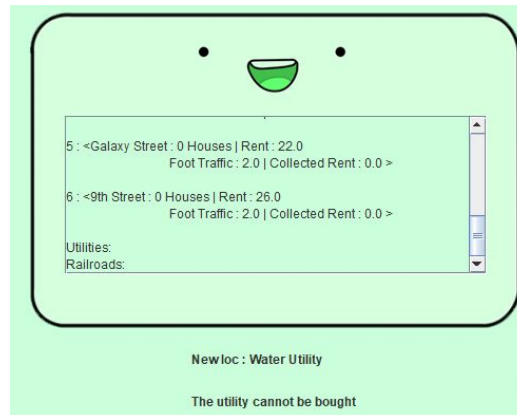 5 : <Galaxy Street : 0 Houses | Rent : 22.0
Foot Traffic : 2.0 | Collected Rent : 0.0 >
6 : <9th Street : 0 Houses | Rent : 26.0
Foot Traffic : 2.0 | Collected Rent : 0.0 >
Utilities:
Railroads:
New loc : Water Utility
The utility cannot be bought